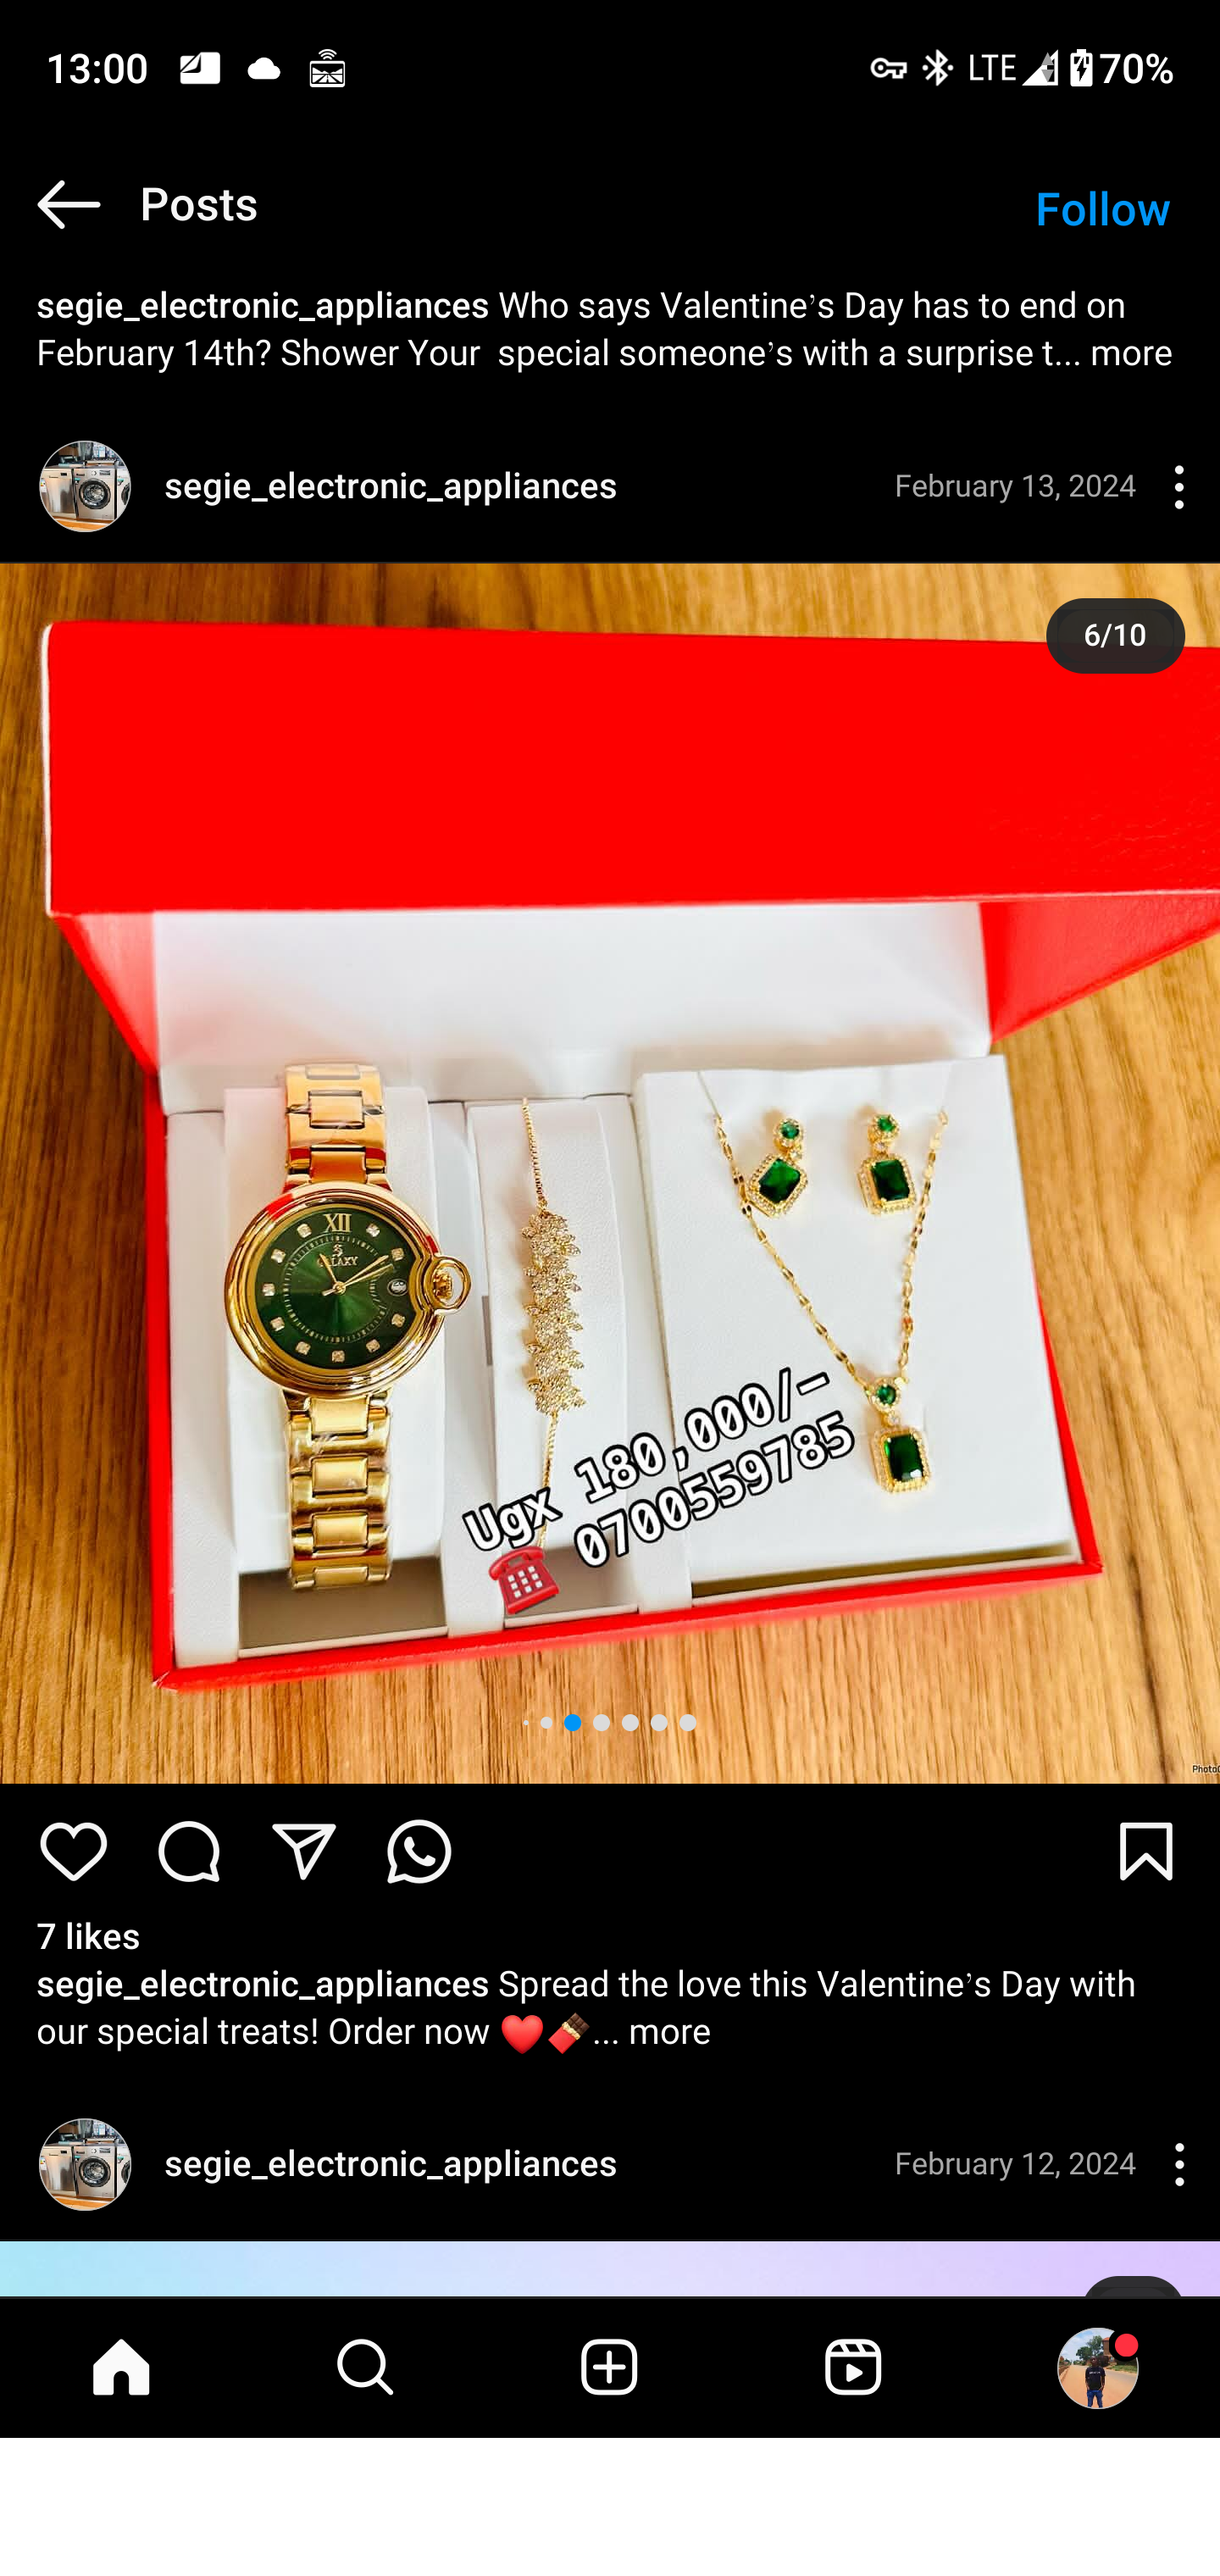 13:00
LTE 70%
Posts
Follow
segie_electronic_appliances Who says Valentine’s Day has to end on
February 14th? Shower Your  special someone’s with a surprise t... more
segie_electronic_appliances
February 13, 2024
6/10
XII
GALAXY
Ugx 180,000/-
☎️ 0700559785
7 likes
segie_electronic_appliances Spread the love this Valentine’s Day with
our special treats! Order now ❤️🍫... more
segie_electronic_appliances
February 12, 2024